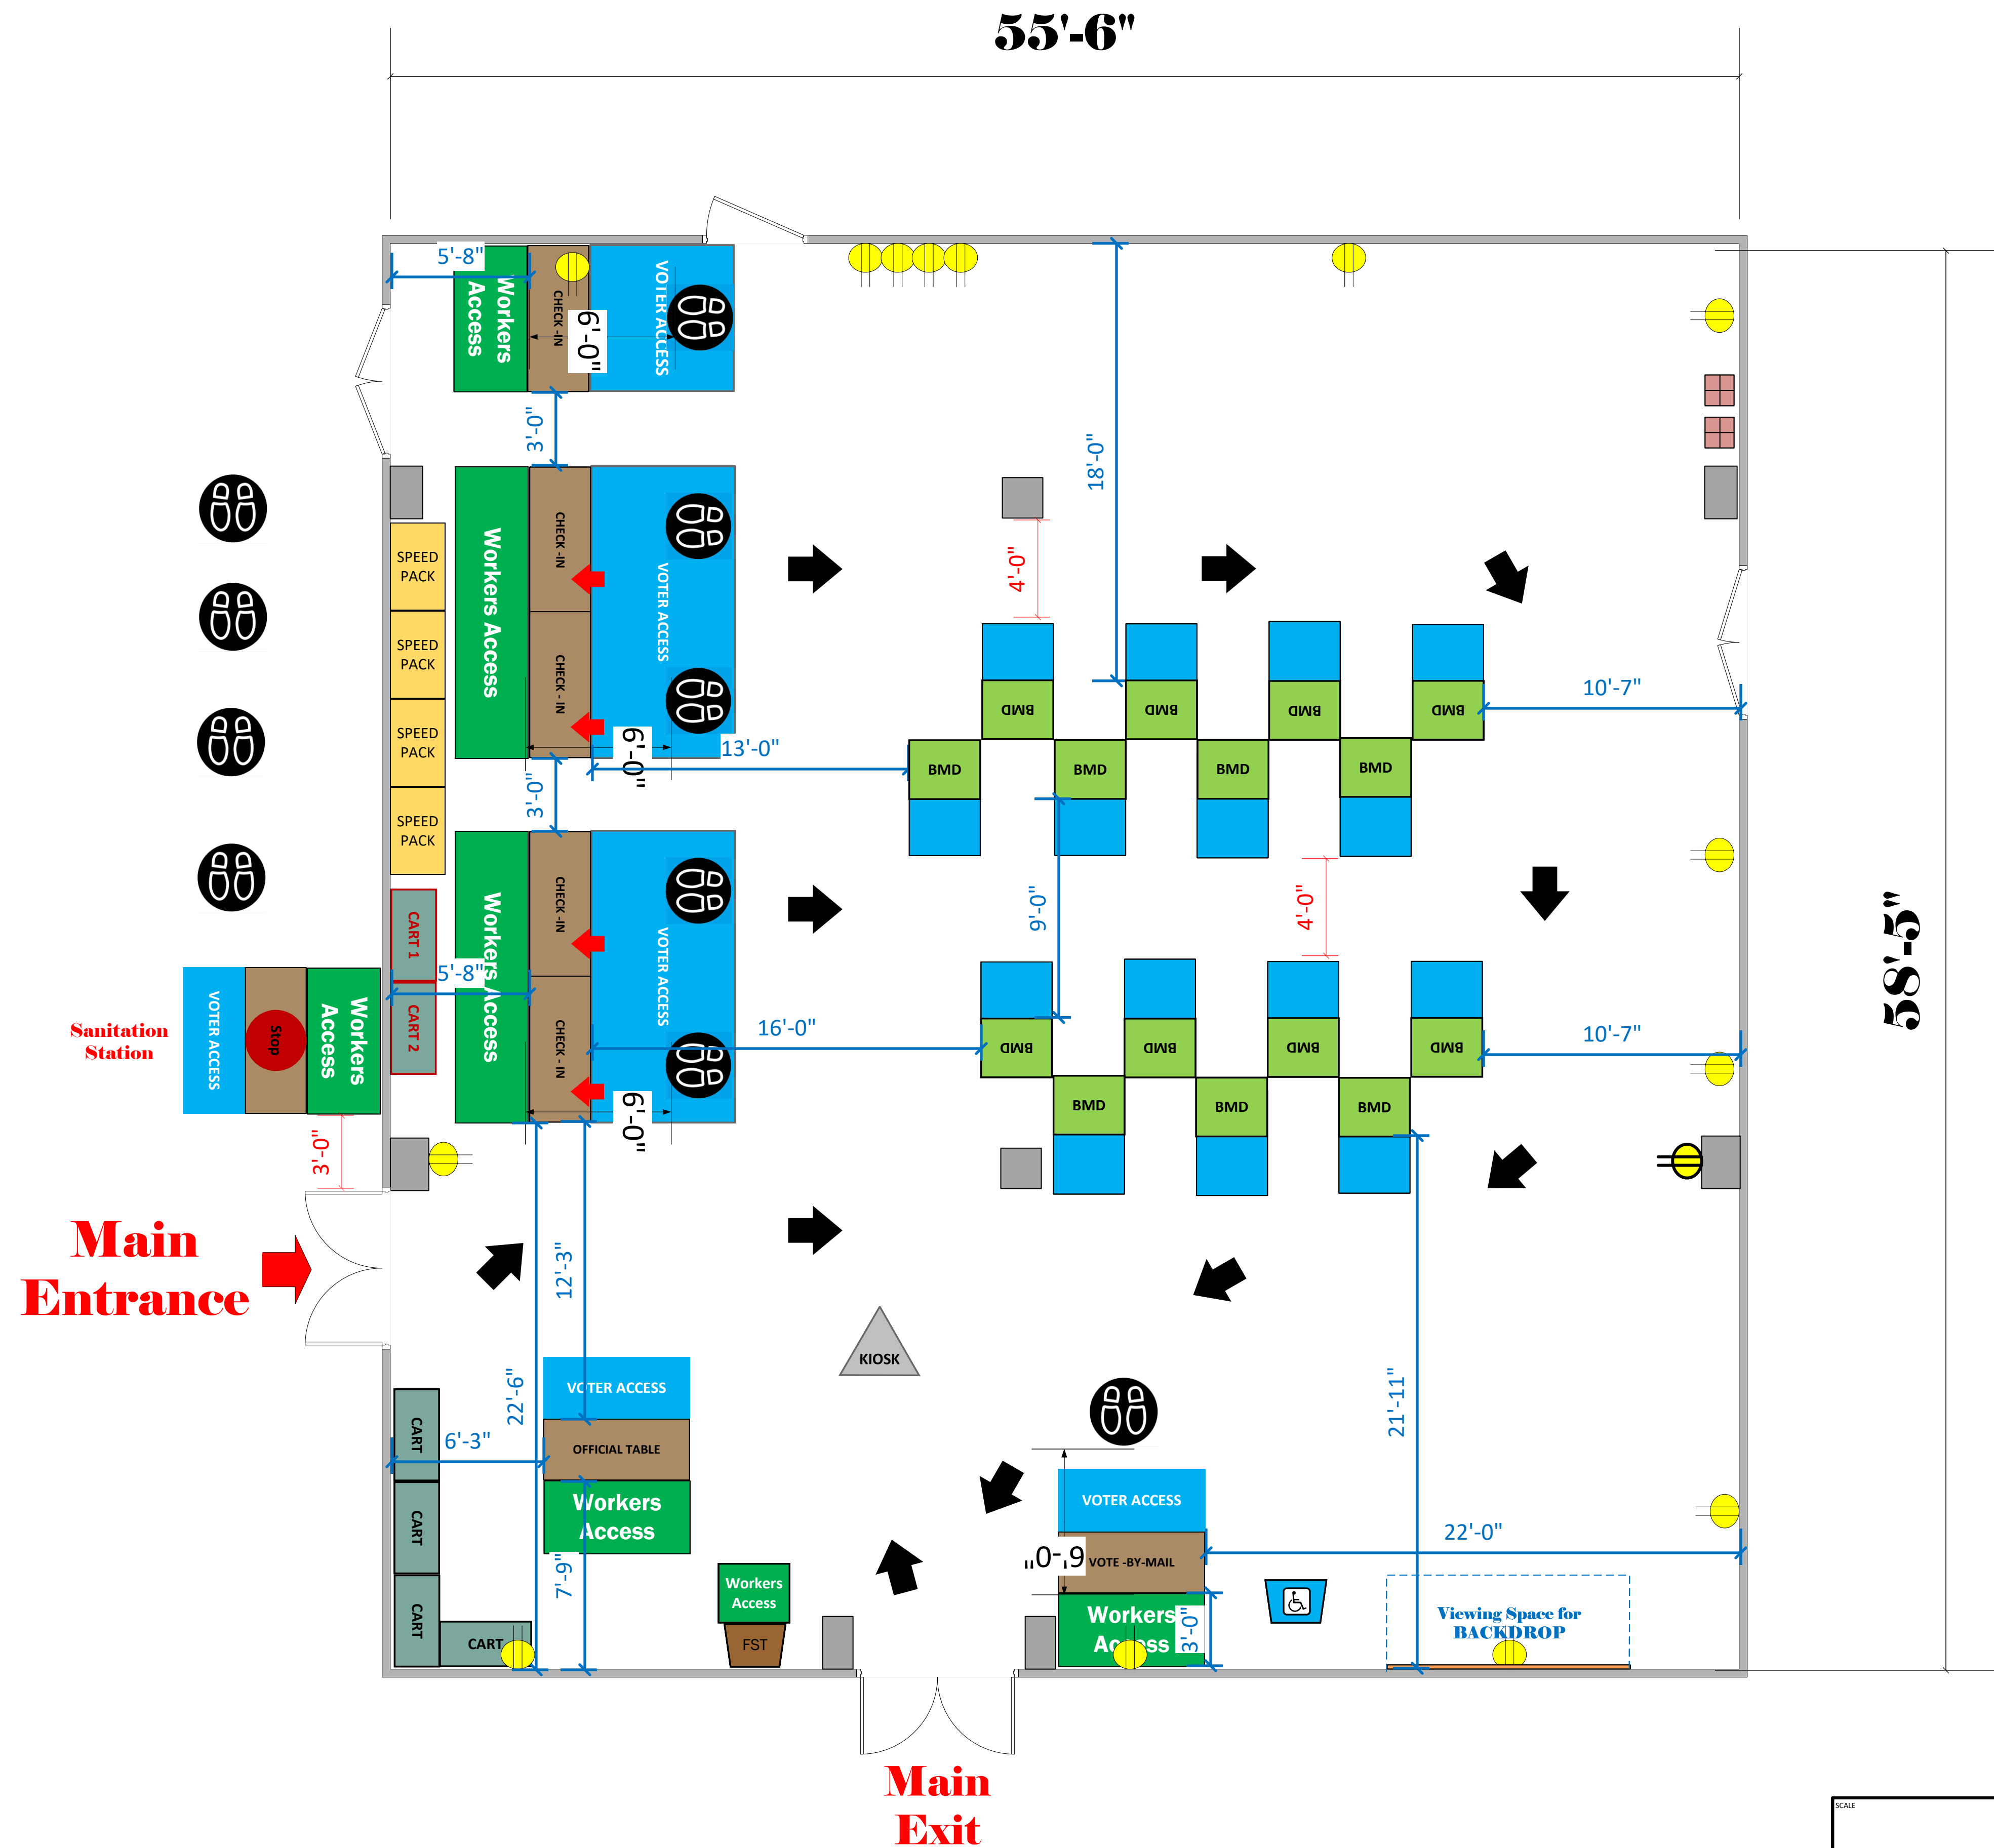 55'-6"
5'-8"
Workers
Access
CHECK -IN
6'-0"
VOTER ACCESS
3'-0"
18'-0"
SPEED
PACK
SPEED
PACK
SPEED
PACK
SPEED
PACK
Workers Access
CHECK -IN
CHECK - IN
VOTER ACCESS
6'-0"
4'-0"
13'-0"
BMD
BMD
BMD
BMD
10'-7"
BMD
BMD
BMD
BMD
3'-0"
9'-0"
4'-0"
58'-5"
CART 1
CART 2
5'-8"
Workers Access
CHECK -IN
CHECK - IN
VOTER ACCESS
6'-0"
16'-0"
Sanitation
Station
VOTER ACCESS
Stop
Workers
Access
3'-0"
BMD
BMD
BMD
BMD
10'-7"
BMD
BMD
BMD
Main
Entrance
12'-3"
22'-6"
21'-11"
KIOSK
VOTER ACCESS
OFFICIAL TABLE
Workers
Access
6'-3"
7'-9"
CART
CART
CART
CART
Workers
Access
FST
VOTER ACCESS
6'-0"
VOTE -BY-MAIL
Workers
Access
3'-0"
22'-0"
Viewing Space for
BACKDROP
Main
Exit
SCALE